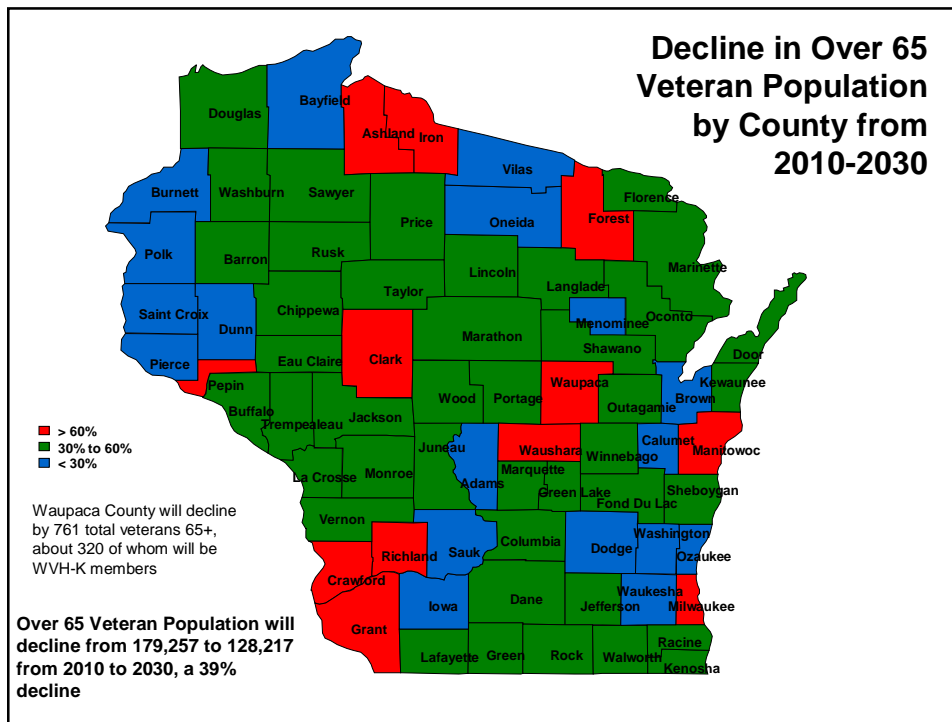 Decline in Over 65
Veteran Population
by County from
2010-2030
Douglas
Bayfield
Ashland
Iron
Vilas
Burnett
Washburn
Sawyer
Price
Oneida
Forest
Florence
Polk
Barron
Rusk
Lincoln
Marinette
Taylor
Langlade
Saint Croix
Dunn
Chippewa
Marathon
Menominee
Oconto
Pierce
Eau Claire
Clark
Shawano
Door
Pepin
Waupaca
Kewaunee
Buffalo
Trempealeau
Jackson
Wood
Portage
Outagamie
Brown
> 60%
30% to 60%
< 30%
Juneau
Adams
Waushara
Winnebago
Calumet
Manitowoc
La Crosse
Monroe
Marquette
Green Lake
Fond Du Lac
Sheboygan
Waupaca County will decline
by 761 total veterans 65+,
about 320 of whom will be
WVH-K members
Vernon
Richland
Sauk
Columbia
Dodge
Washington
Ozaukee
Crawford
Iowa
Dane
Jefferson
Waukesha
Milwaukee
Grant
Lafayette
Green
Rock
Walworth
Racine
Kenosha
Over 65 Veteran Population will
decline from 179,257 to 128,217
from 2010 to 2030, a 39%
decline